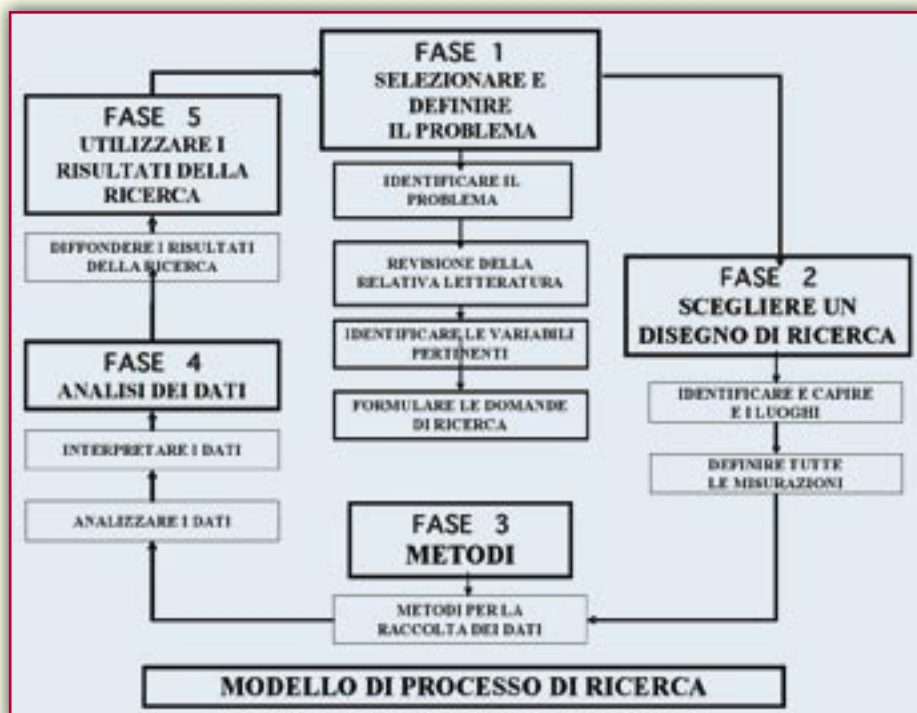 FASE 1
SELEZIONARE E
DEFINIRE
IL PROBLEMA
IDENTIFICARE IL
PROBLEMA
REVISIONE DELLA
RELATIVA LETTERATURA
IDENTIFICARE LE VARIABILI
PERTINENTI
FORMULARE LE DOMANDE
DI RICERCA
FASE 2
SCEGLIERE UN
DISEGNO DI RICERCA
IDENTIFICARE E CAPIRE
E I LUOGHI
DEFINIRE TUTTE
LE MISURAZIONI
FASE 3
METODI
METODI PER LA
RACCOLTA DEI DATI
ANALIZZARE I DATI
INTERPRETARE I DATI
FASE 4
ANALISI DEI DATI
DIFFONDERE I RISULTATI
DELLA RICERCA
FASE 5
UTILIZZARE I
RISULTATI DELLA
RICERCA
MODELLO DI PROCESSO DI RICERCA